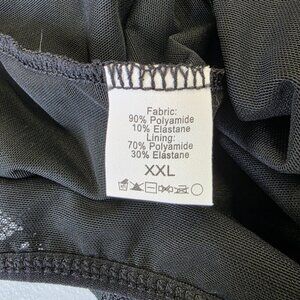 Fabric:
90% Polyamide
10% Elastane
Lining:
70% Polyamide
30% Elastane
XXL